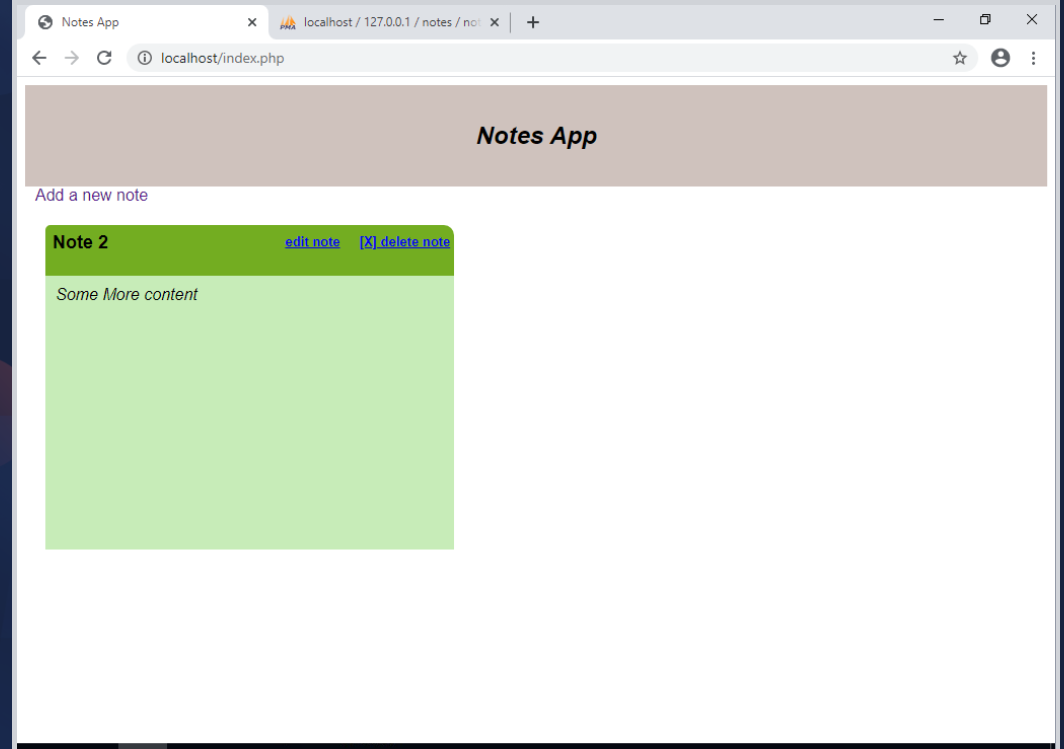 Notes App
localhost / 127.0.0.1 / notes / not
localhost/index.php
Notes App
Add a new note
Note 2 edit note [X] delete note
Some More content